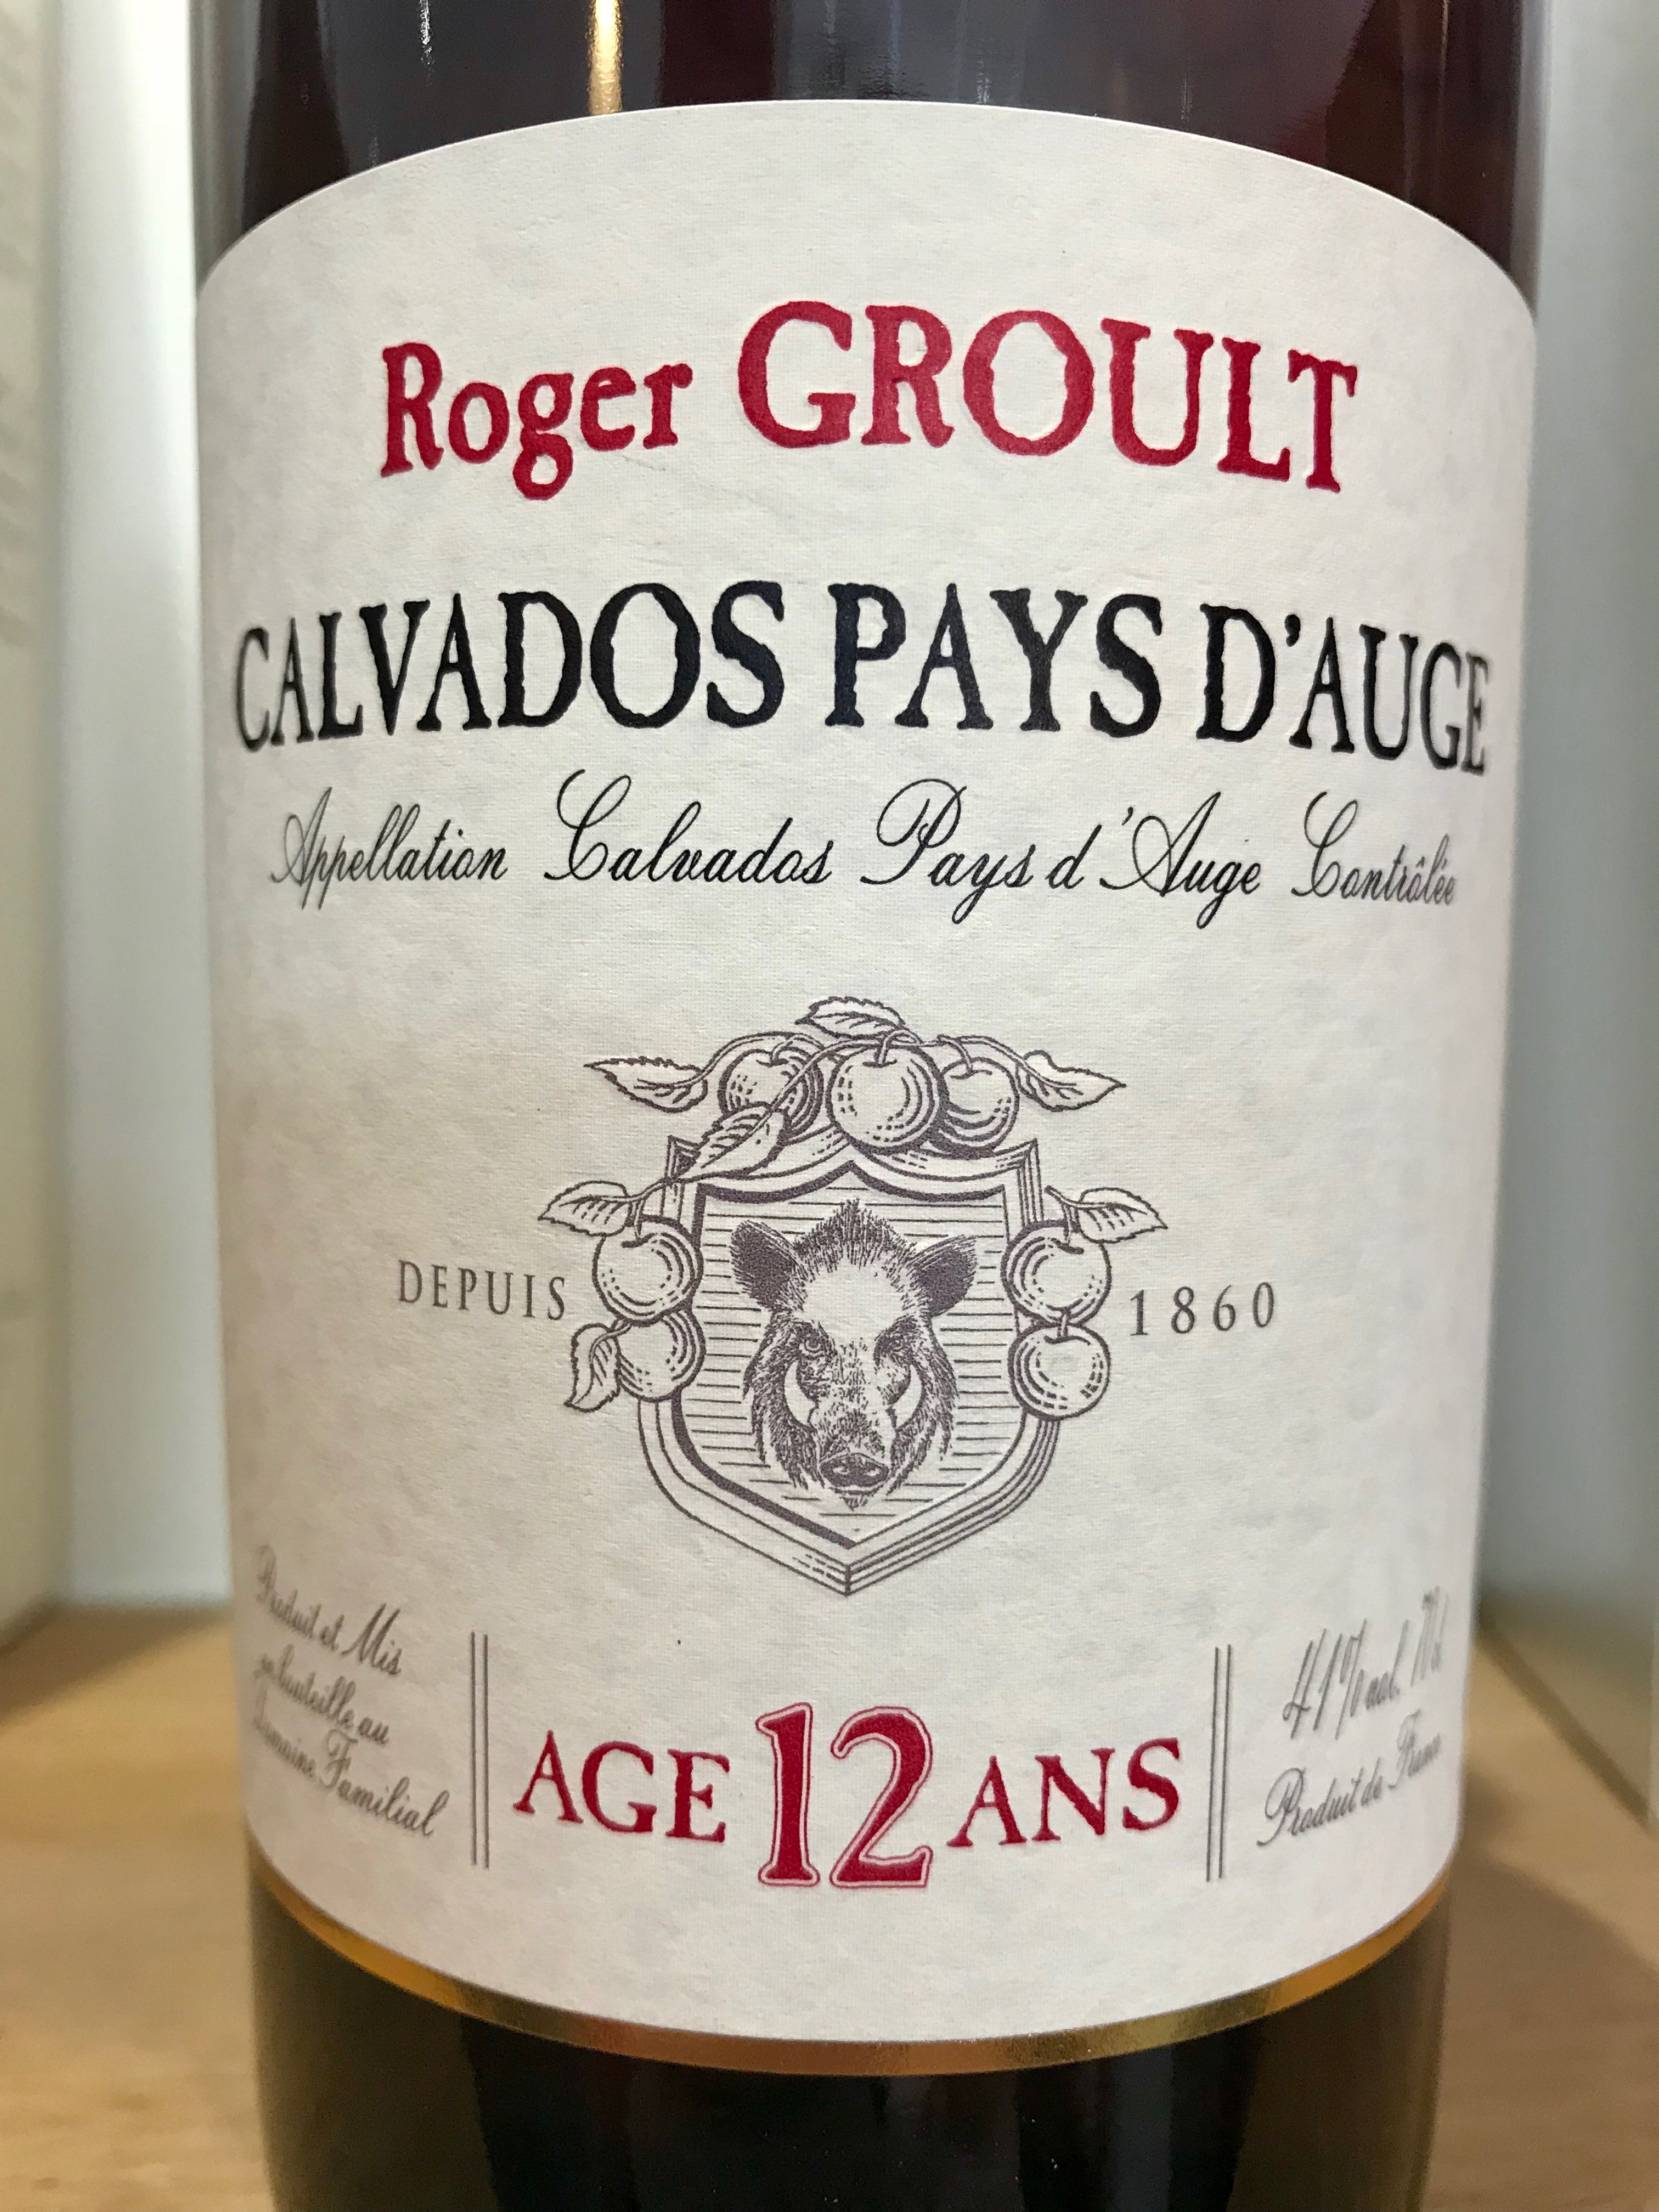 Roger GROULT
CALVADOS PAYS D'AUGE
Appellation Calvados Pays d'Auge Contrôlée
DEPUIS 1860
Produit et Mis
en bouteille au
Domaine Familial
AGE 12 ANS
41% vol.
Produit de France